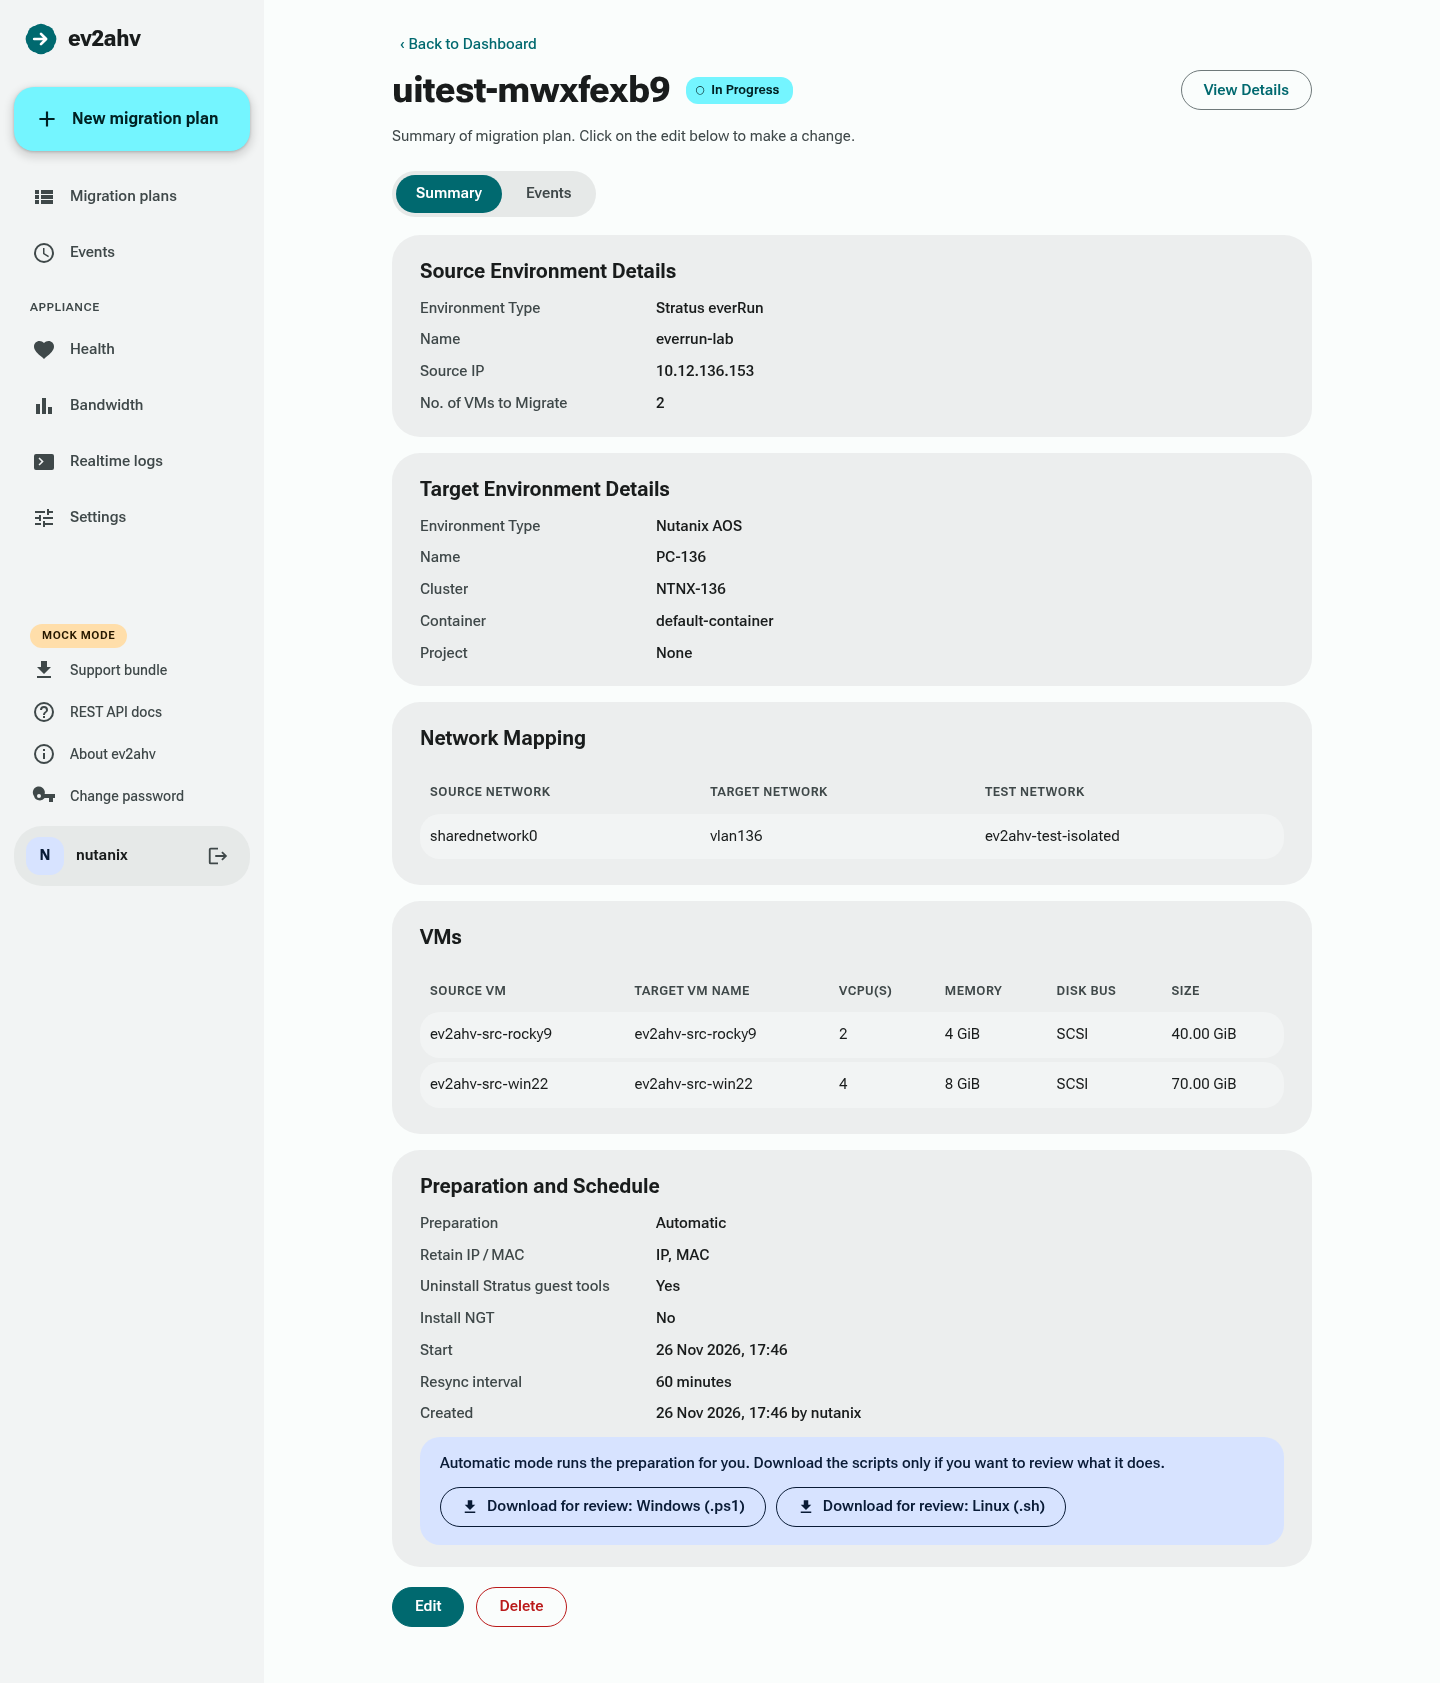 ev2ahv
New migration plan
Migration plans
Events
APPLIANCE
Health
Bandwidth
Realtime logs
Settings
MOCK MODE
Support bundle
REST API docs
About ev2ahv
Change password
N nutanix
‹ Back to Dashboard
uitest-mwxfexb9 In Progress View Details
Summary of migration plan. Click on the edit below to make a change.
Summary Events
Source Environment Details
Environment Type Stratus everRun
Name everrun-lab
Source IP 10.12.136.153
No. of VMs to Migrate 2
Target Environment Details
Environment Type Nutanix AOS
Name PC-136
Cluster NTNX-136
Container default-container
Project None
Network Mapping
SOURCE NETWORK TARGET NETWORK TEST NETWORK
sharednetwork0 vlan136 ev2ahv-test-isolated
VMs
SOURCE VM TARGET VM NAME VCPU(S) MEMORY DISK BUS SIZE
ev2ahv-src-rocky9 ev2ahv-src-rocky9 2 4 GiB SCSI 40.00 GiB
ev2ahv-src-win22 ev2ahv-src-win22 4 8 GiB SCSI 70.00 GiB
Preparation and Schedule
Preparation Automatic
Retain IP / MAC IP, MAC
Uninstall Stratus guest tools Yes
Install NGT No
Start 26 Nov 2026, 17:46
Resync interval 60 minutes
Created 26 Nov 2026, 17:46 by nutanix
Automatic mode runs the preparation for you. Download the scripts only if you want to review what it does.
Download for review: Windows (.ps1) Download for review: Linux (.sh)
Edit Delete